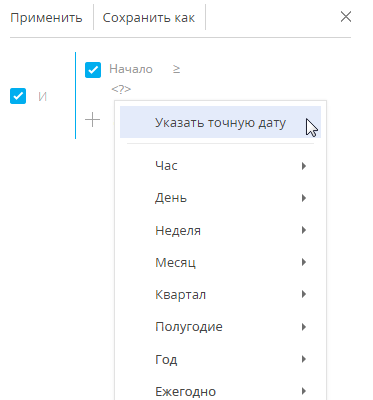 Применить Сохранить как
Начало ≥
И
<?>
Указать точную дату
Час
День
Неделя
Месяц
Квартал
Полугодие
Год
Ежегодно